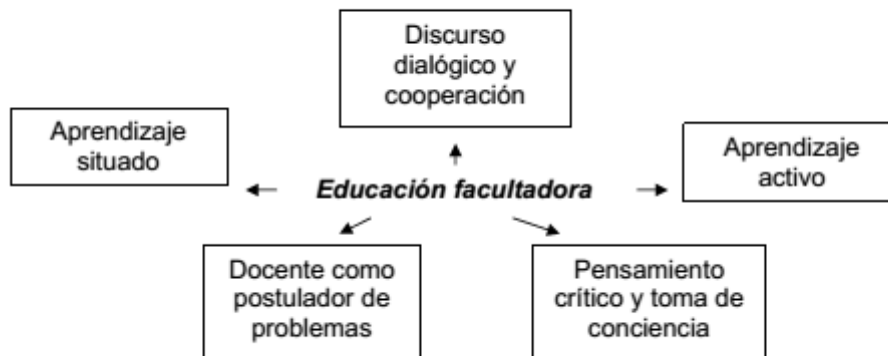 Discurso
dialógico y
cooperación
Aprendizaje
situado
Aprendizaje
activo
Educación facultadora
Docente como
postulador de
problemas
Pensamiento
crítico y toma de
conciencia